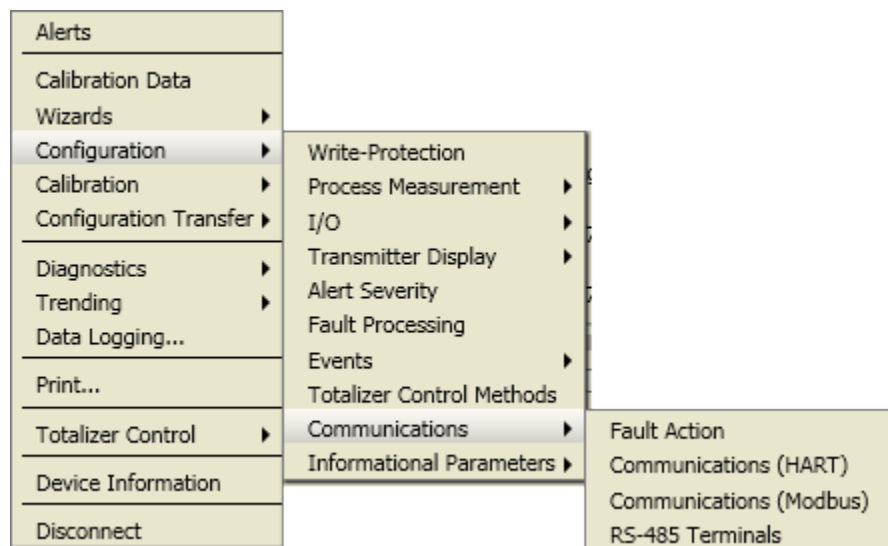 Alerts
Calibration Data
Wizards
Configuration
Calibration
Configuration Transfer
Diagnostics
Trending
Data Logging...
Print...
Totalizer Control
Device Information
Disconnect
Write-Protection
Process Measurement
I/O
Transmitter Display
Alert Severity
Fault Processing
Events
Totalizer Control Methods
Communications
Informational Parameters
Fault Action
Communications (HART)
Communications (Modbus)
RS-485 Terminals